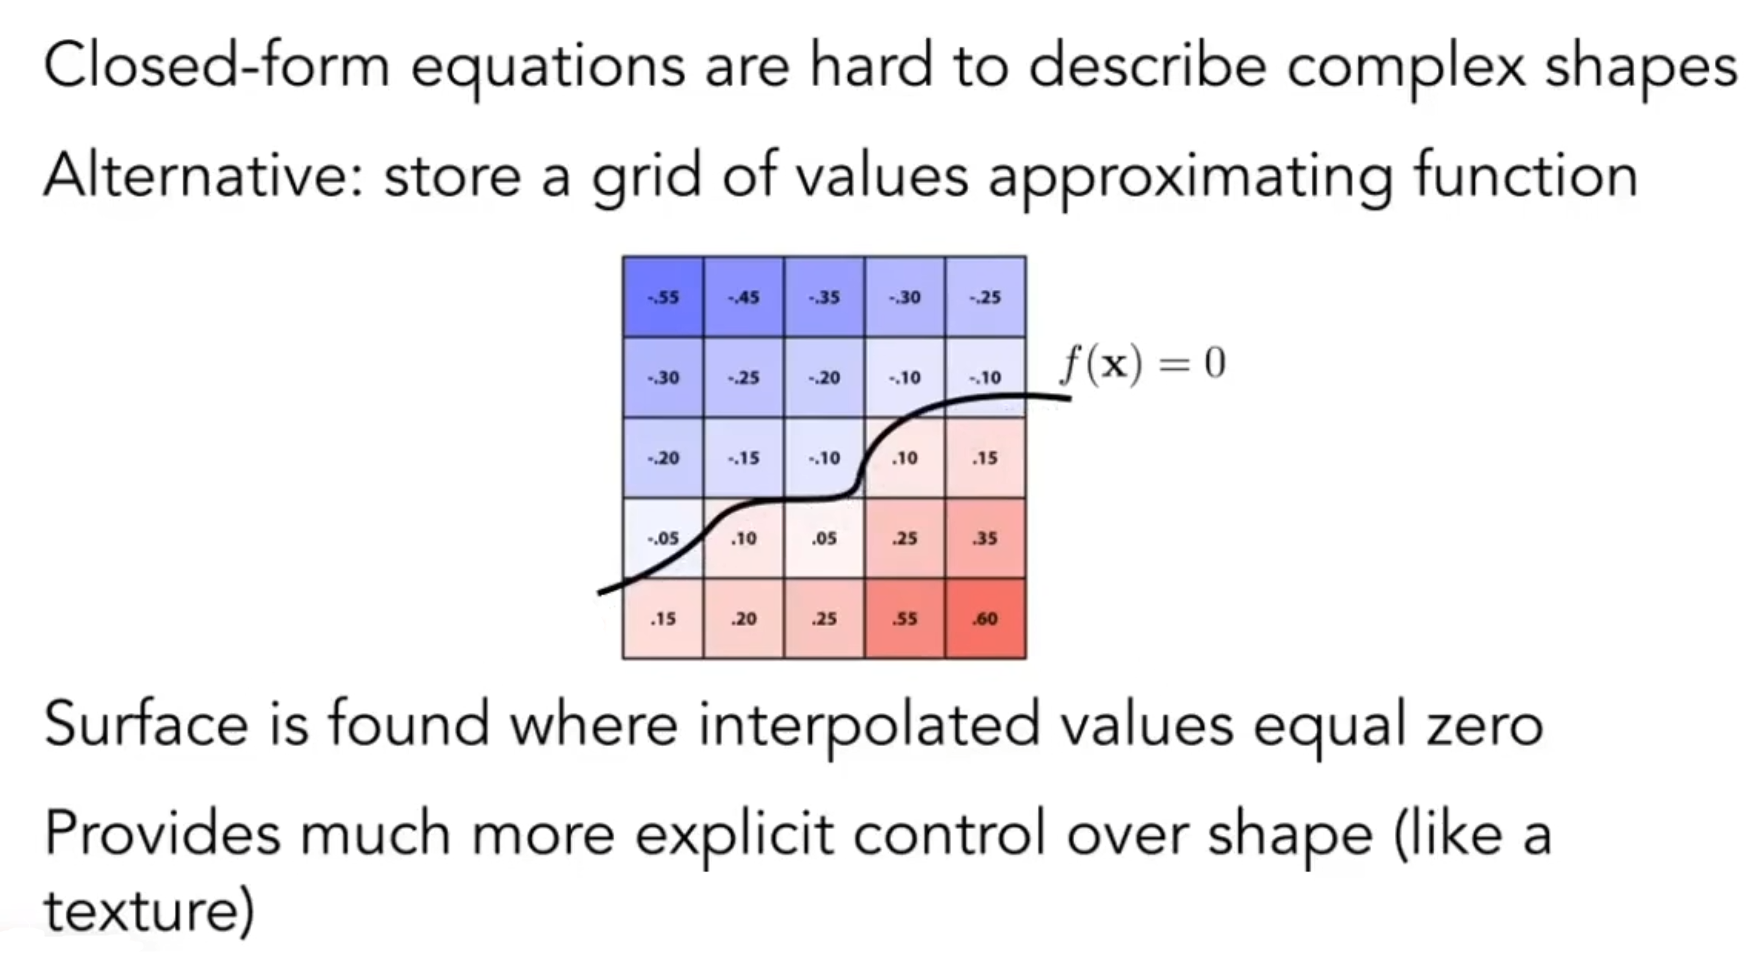 Closed-form equations are hard to describe complex shapes
Alternative: store a grid of values approximating function
-.55 -.45 -.35 -.30 -.25
-.30 -.25 -.20 -.10 -.10
f(x) = 0
-.20 -.15 -.10 .10 .15
-.05 .10 .05 .25 .35
.15 .20 .25 .55 .60
Surface is found where interpolated values equal zero
Provides much more explicit control over shape (like a
texture)